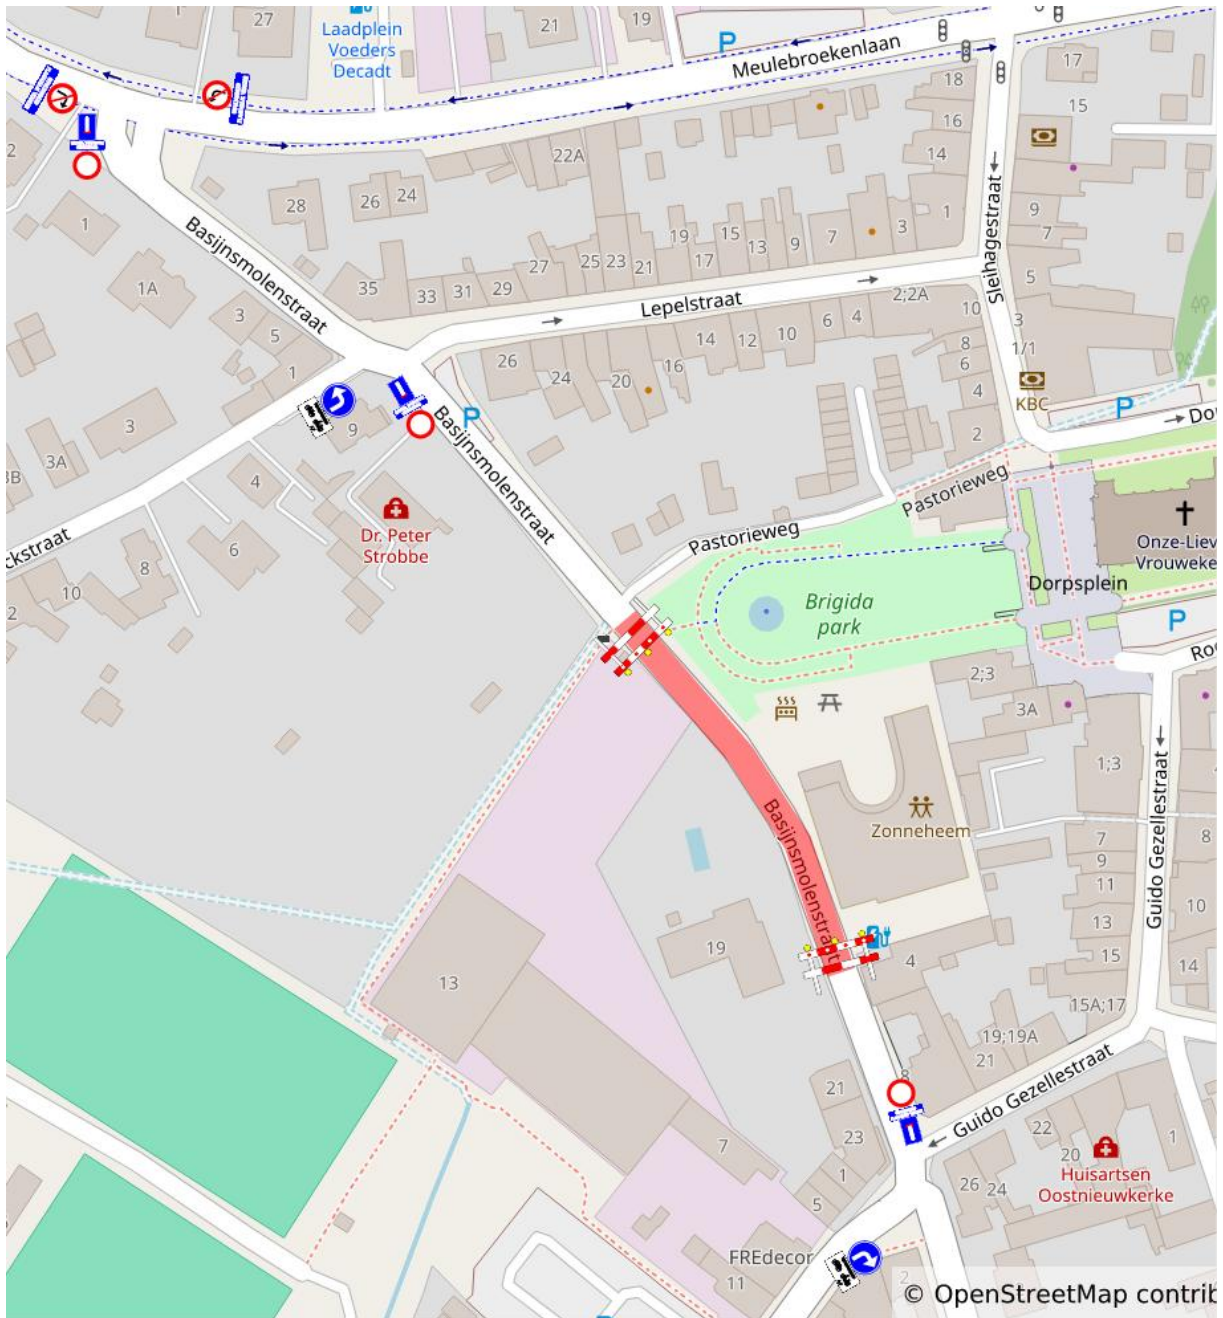 27
21
19
17
1
Laadplein
Voeders
Decadt
P
Meulebroekenlaan
18
15
16
14
2
22A
24
26
28
1
1
3
9
7
Sleihagestraat
Basijnsmolenstraat
19
15
13
9
7
17
21
25
23
27
5
1A
35
33
31
29
Lepelstraat
2;2A
10
3
3
5
6
4
14
12
10
8
1/1
26
16
6
1
24
20
4
KBC
P
3
9
P
Dor
2
3A
3B
Basijnsmolenstraat
4
Pastorieweg
Dr. Peter
Strobbe
Pastorieweg
ckstraat
6
8
Onze-Liev
Vrouweke
10
2
Dorpsplein
Brigida
park
P
Roe
2;3
3A
1;3
Guido Gezellestraat
Basijnsmolenstraat
Zonneheem
7
8
9
11
10
13
19
4
15
14
13
15A;17
19;19A
21
8
21
Guido Gezellestraat
22
1
23
20
7
Huisartsen
Oostnieuwkerke
1
26
24
5
FREdecor
11
2
© OpenStreetMap contrib